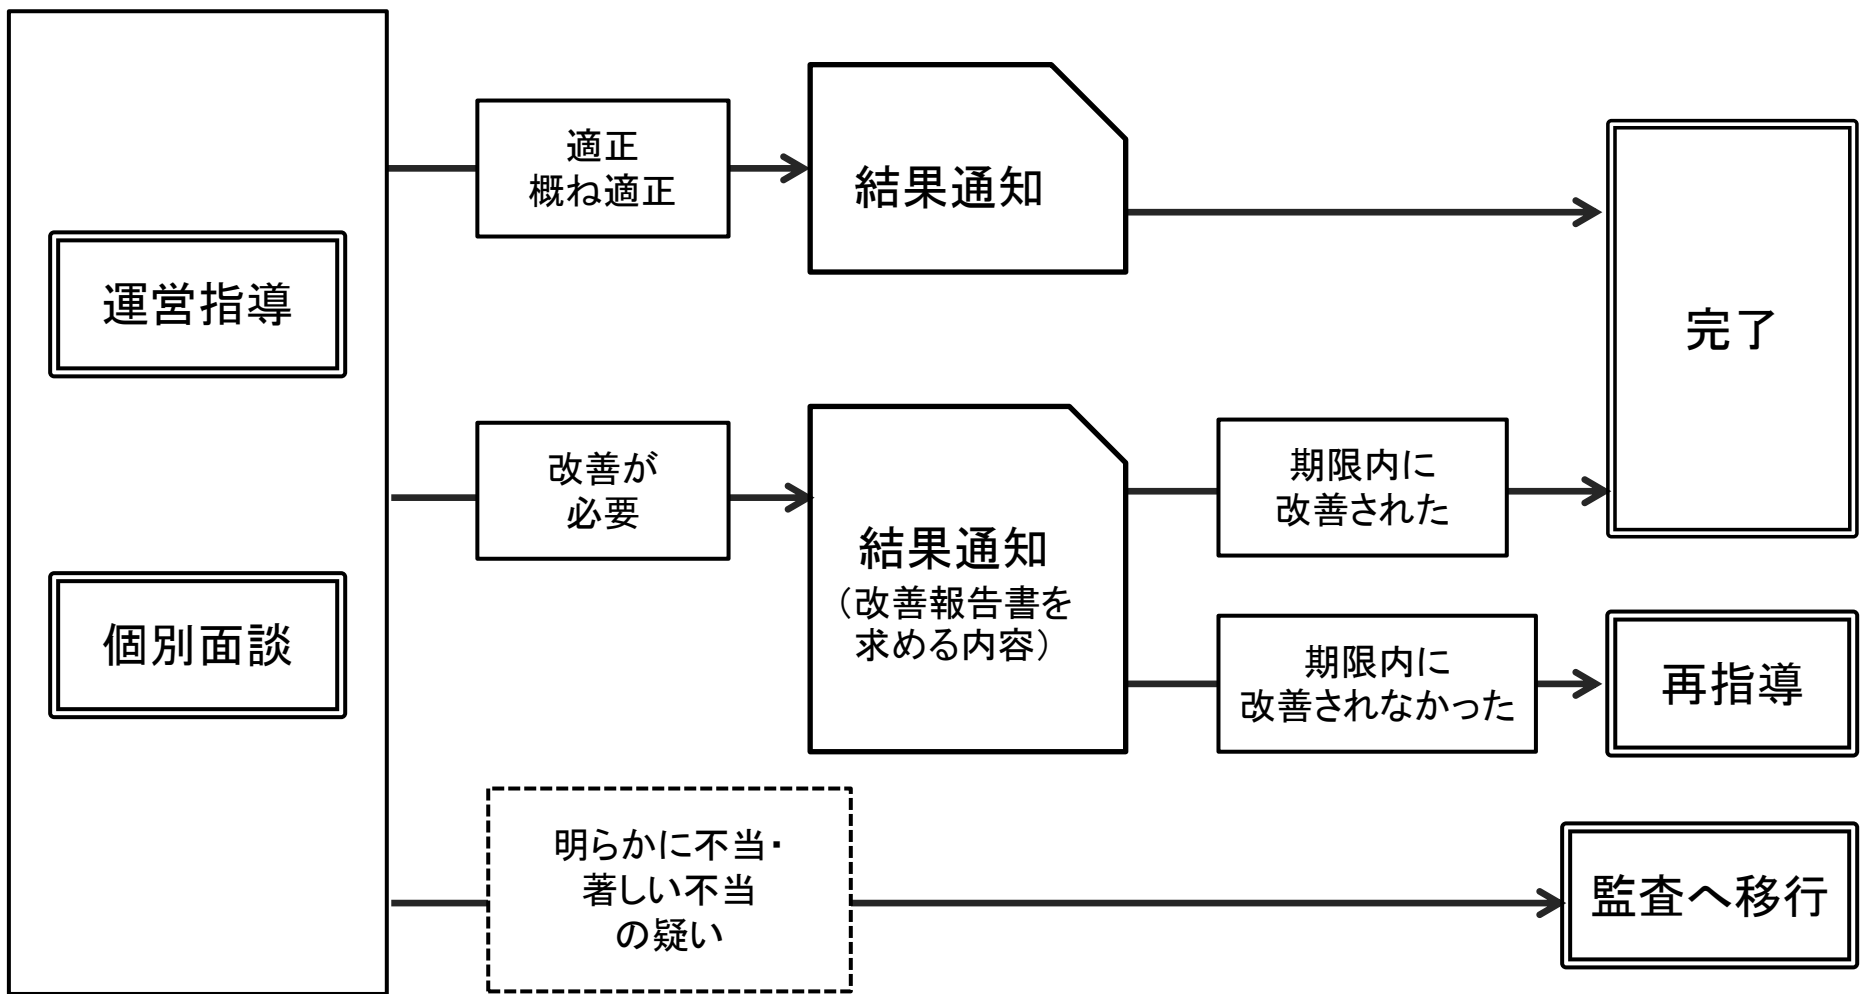 運営指導
個別面談
適正
概ね適正
結果通知
改善が
必要
結果通知
（改善報告書を
求める内容）
期限内に
改善された
期限内に
改善されなかった
明らかに不当・
著しい不当
の疑い
完了
再指導
監査へ移行